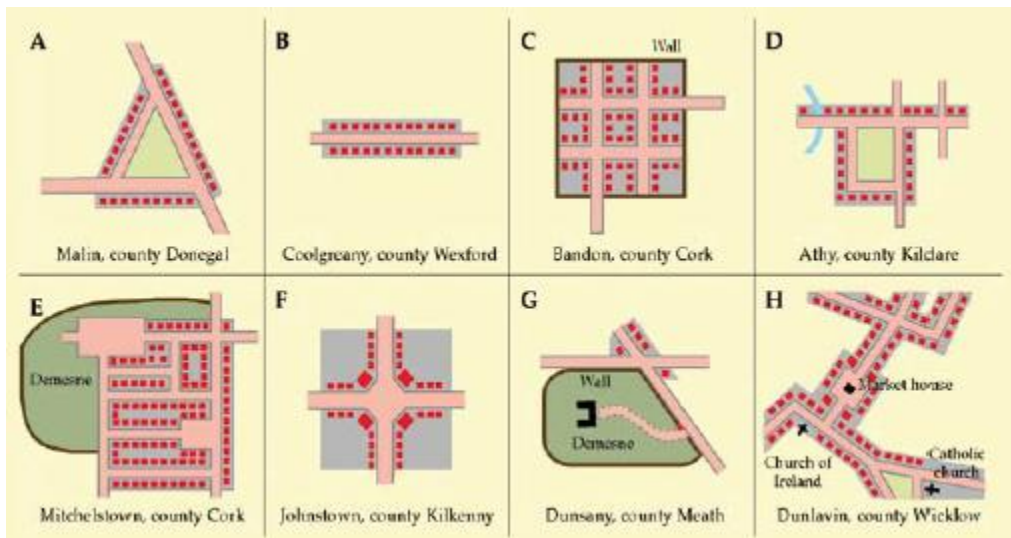 A
Malin, county Donegal
B
Coolgreany, county Wexford
C
Wall
Bandon, county Cork
D
Athy, county Kildare
E
Demesne
Mitchelstown, county Cork
F
Johnstown, county Kilkenny
G
Wall
Demesne
Dunsany, county Meath
H
Market house
Church of
Ireland
Catholic
church
Dunlavin, county Wicklow